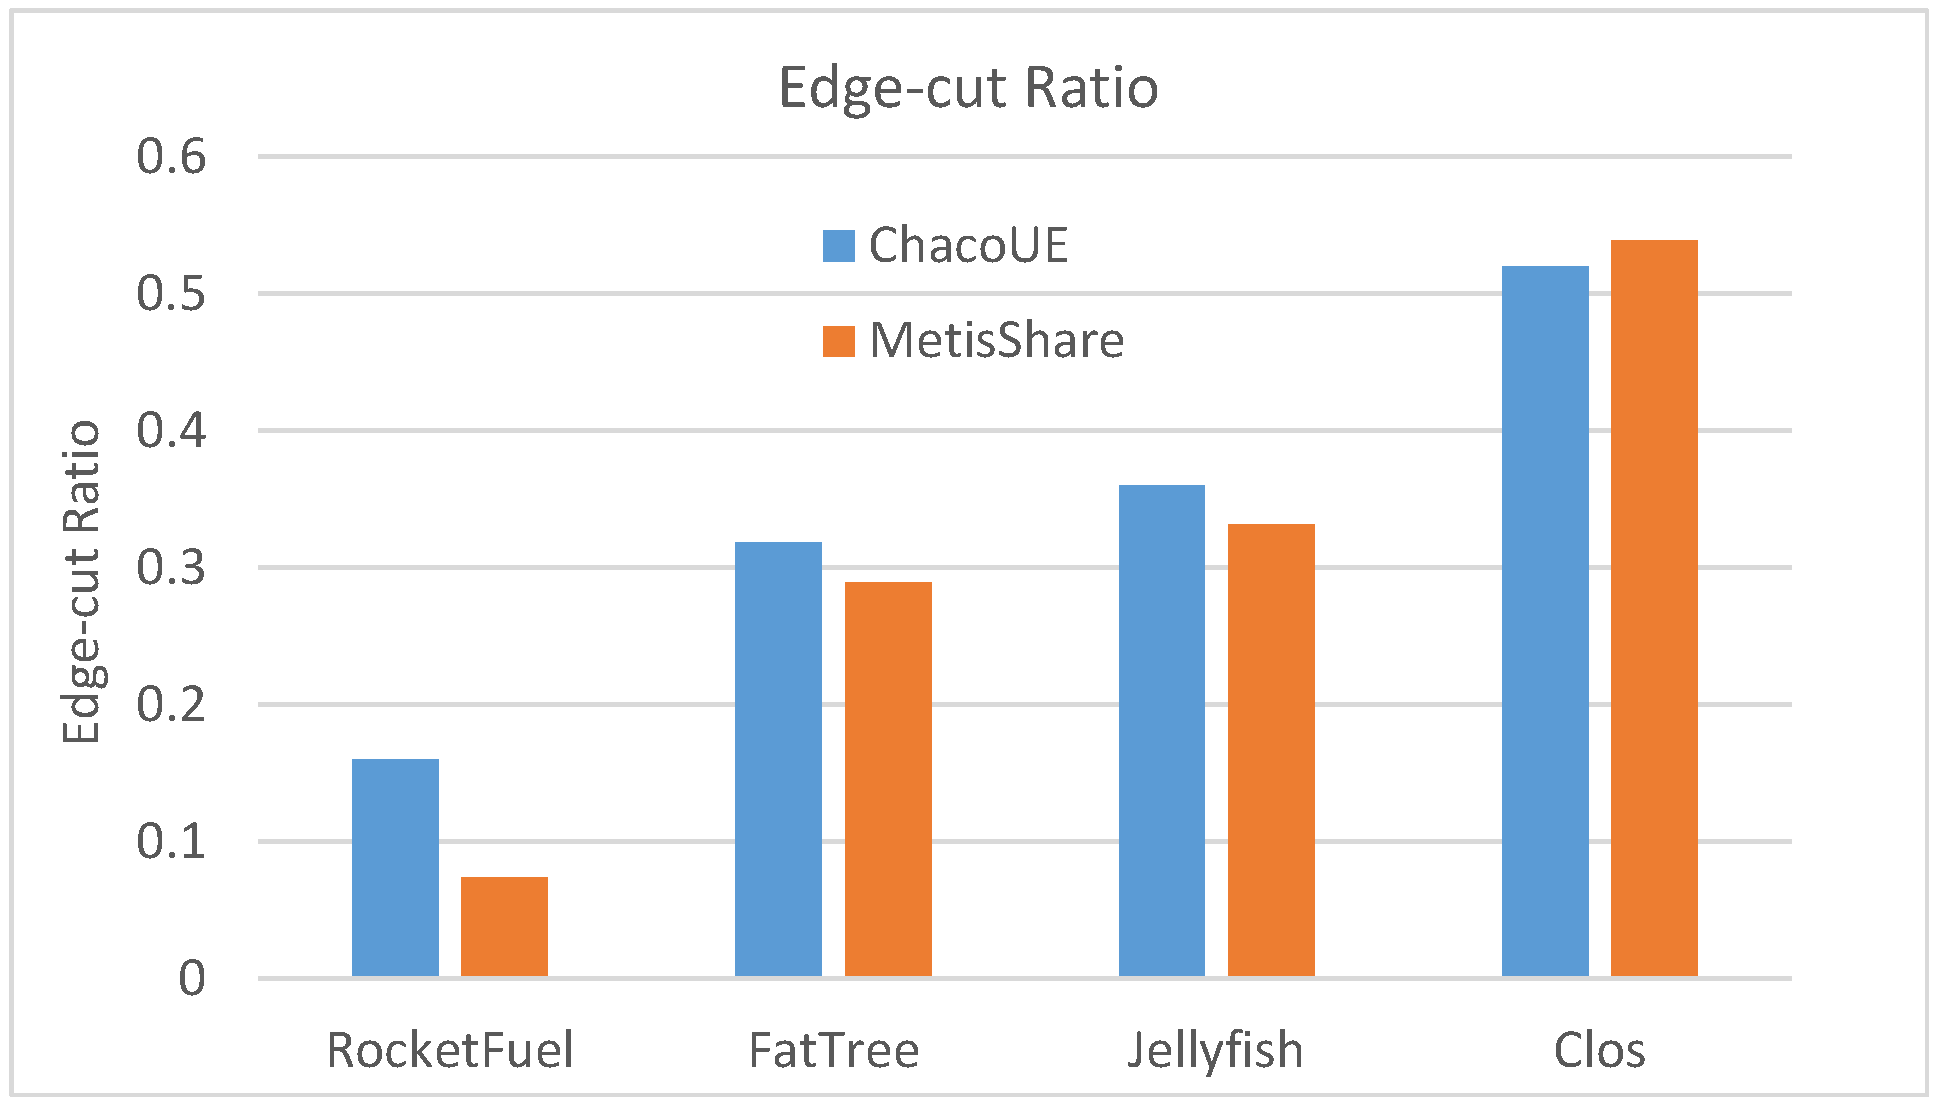 Edge-cut Ratio
0.6
ChacoUE
0.5
MetisShare
0.4
0.3
0.2
0.1
0
Edge-cut Ratio
RocketFuel FatTree Jellyfish Clos